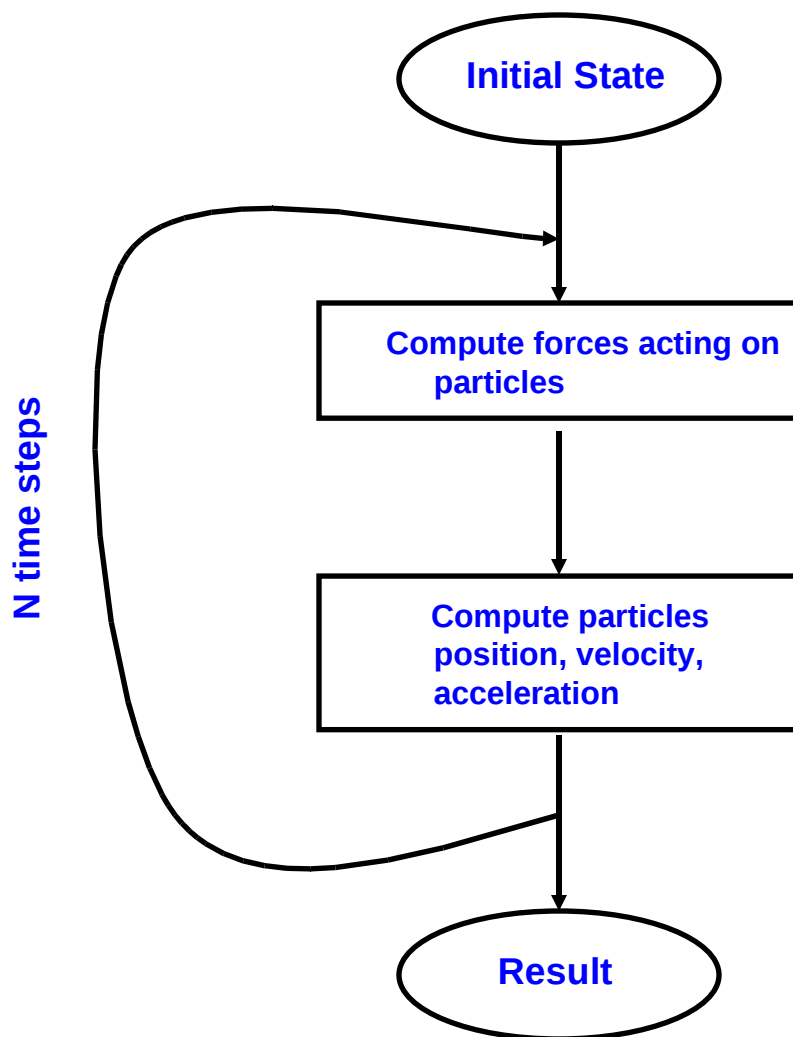 Initial State
Compute forces acting on
particles
N time steps
Compute particles
position, velocity,
acceleration
Result